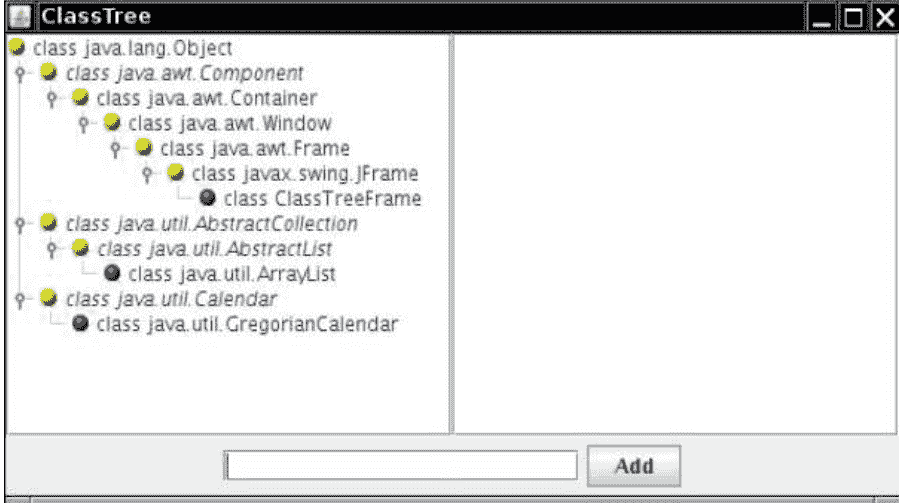 ClassTree
class java.lang.Object
class java.awt.Component
class java.awt.Container
class java.awt.Window
class java.awt.Frame
class javax.swing.JFrame
class ClassTreeFrame
class java.util.AbstractCollection
class java.util.AbstractList
class java.util.ArrayList
class java.util.Calendar
class java.util.GregorianCalendar
Add